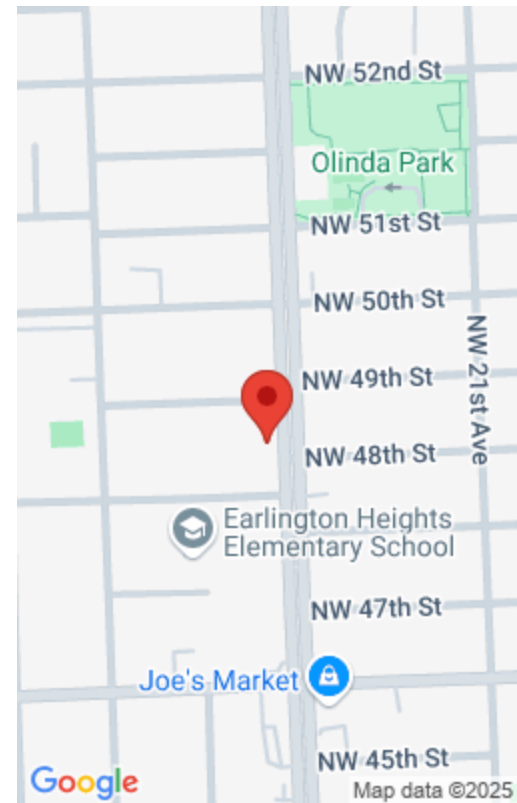 NW 52nd St
Olinda Park
NW 51st St
NW 50th St
NW 49th St
NW 21st Ave
NW 48th St
Earlington Heights
Elementary School
NW 47th St
Joe's Market
NW 45th St
Google
Map data ©2025